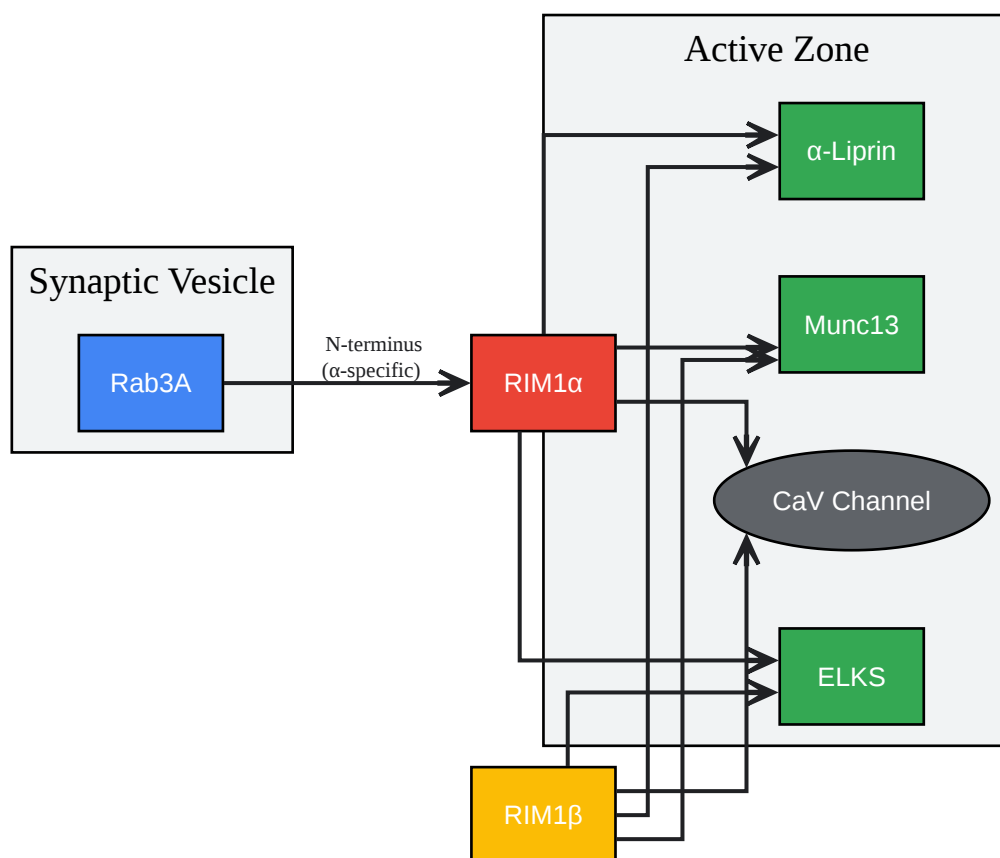 Active Zone
α-Liprin
Synaptic Vesicle
Munc13
N-terminus
(α-specific)
Rab3A
RIM1α
CaV Channel
ELKS
RIM1β